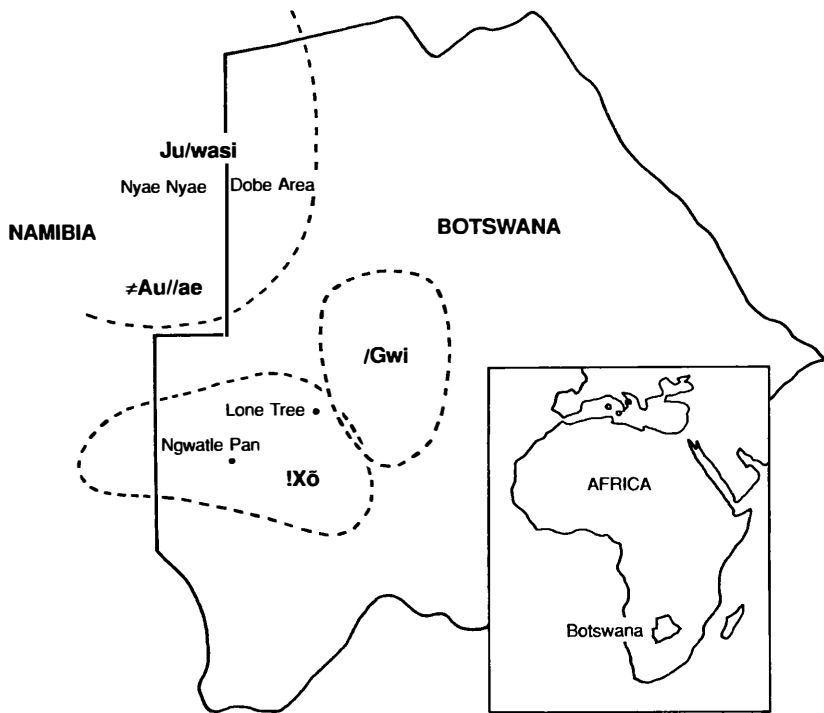 Ju/wasi
Nyae Nyae
Dobe Area
NAMIBIA
BOTSWANA
≠Au//ae
/Gwi
Lone Tree
Ngwatle Pan
!Xõ
AFRICA
Botswana